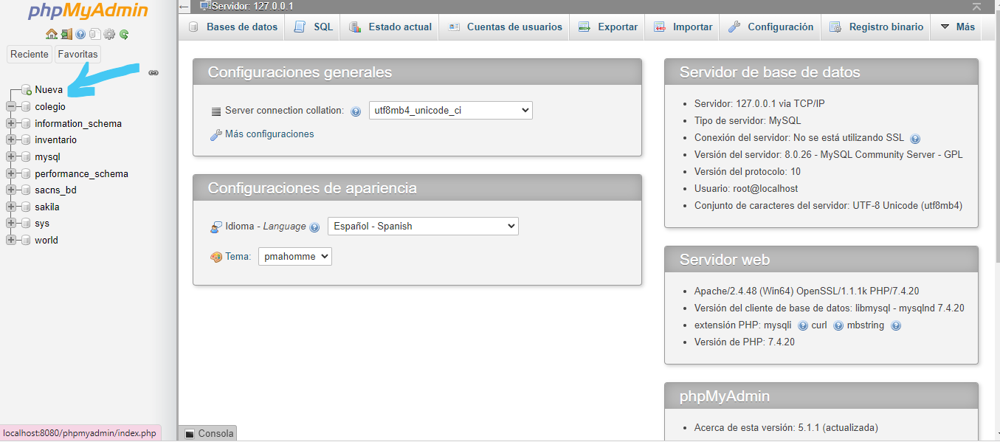 phpMyAdmin
Reciente Favoritas
Nueva
colegio
information_schema
inventario
mysql
performance_schema
sacns_bd
sakila
sys
world
localhost:8080/phpmyadmin/index.php
Servidor: 127.0.0.1
Bases de datos SQL Estado actual Cuentas de usuarios Exportar Importar Configuración Registro binario Más
Configuraciones generales
Server connection collation: utf8mb4_unicode_ci
Más configuraciones
Configuraciones de apariencia
Idioma - Language Español - Spanish
Tema: pmahomme
Servidor de base de datos
Servidor: 127.0.0.1 via TCP/IP
Tipo de servidor: MySQL
Conexión del servidor: No se está utilizando SSL
Versión del servidor: 8.0.26 - MySQL Community Server - GPL
Versión del protocolo: 10
Usuario: root@localhost
Conjunto de caracteres del servidor: UTF-8 Unicode (utf8mb4)
Servidor web
Apache/2.4.48 (Win64) OpenSSL/1.1.1k PHP/7.4.20
Versión del cliente de base de datos: libmysql - mysqlnd 7.4.20
extensión PHP: mysqli curl mbstring
Versión de PHP: 7.4.20
phpMyAdmin
Acerca de esta versión: 5.1.1 (actualizada)
Consola